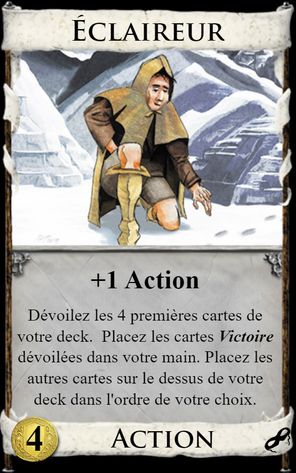 ÉCLAIREUR
+1 Action
Dévoilez les 4 premières cartes de
votre deck. Placez les cartes Victoire
dévoilées dans votre main. Placez les
autres cartes sur le dessus de votre
deck dans l'ordre de votre choix.
4 ACTION